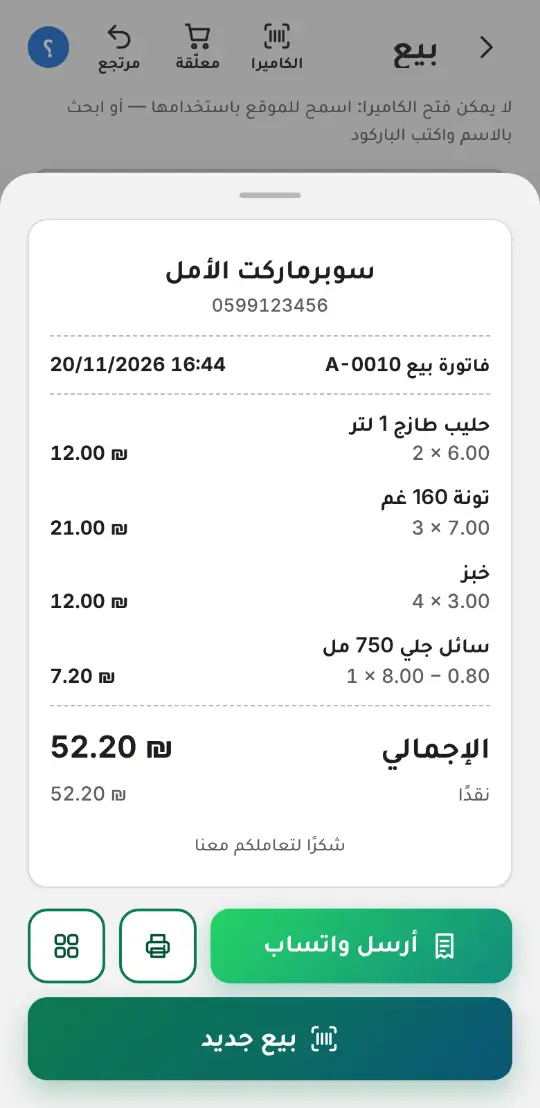 بيع
الكاميرا
معلّقة
مرتجع
؟
لا يمكن فتح الكاميرا: اسمح للموقع باستخدامها — أو ابحث
بالاسم واكتب الباركود
سوبرماركت الأمل
0599123456
فاتورة بيع A-0010 20/11/2026 16:44
حليب طازج 1 لتر
2 × 6.00 12.00 ₪
تونة 160 غم
3 × 7.00 21.00 ₪
خبز
4 × 3.00 12.00 ₪
سائل جلي 750 مل
1 × 8.00 − 0.80 7.20 ₪
الإجمالي 52.20 ₪
نقدًا 52.20 ₪
شكرًا لتعاملكم معنا
أرسل واتساب
بيع جديد